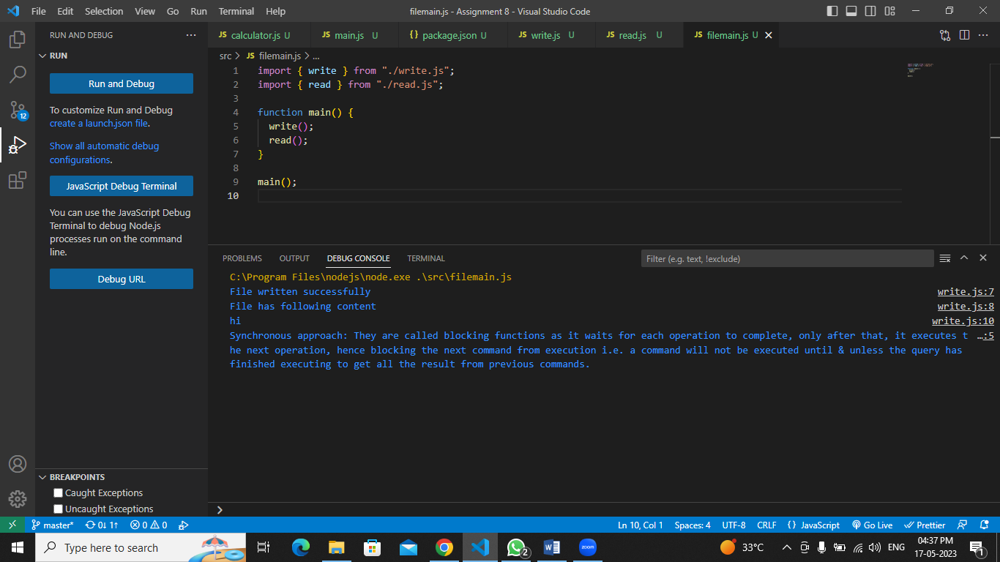 File Edit Selection View Go Run Terminal Help filemain.js - Assignment 8 - Visual Studio Code
RUN AND DEBUG
RUN
Run and Debug
To customize Run and Debug
create a launch.json file.
Show all automatic debug
configurations.
JavaScript Debug Terminal
You can use the JavaScript Debug
Terminal to debug Node.js
processes run on the command
line.
Debug URL
BREAKPOINTS
Caught Exceptions
Uncaught Exceptions
12
JS calculator.js U JS main.js U {} package.json U JS write.js U JS read.js U JS filemain.js U
src > JS filemain.js > ...
1 import { write } from "./write.js";
2 import { read } from "./read.js";
3
4 function main() {
5 write();
6 read();
7 }
8
9 main();
10
PROBLEMS OUTPUT DEBUG CONSOLE TERMINAL Filter (e.g. text, !exclude)
C:\Program Files\nodejs\node.exe .\src\filemain.js
File written successfully write.js:7
File has following content write.js:8
hi write.js:10
Synchronous approach: They are called blocking functions as it waits for each operation to complete, only after that, it executes t …:5
he next operation, hence blocking the next command from execution i.e. a command will not be executed until & unless the query has
finished executing to get all the result from previous commands.
master* 0↓ 1↑ 0 0 Ln 10, Col 1 Spaces: 4 UTF-8 CRLF {} JavaScript Go Live Prettier
Type here to search zoom 2 33°C ENG 04:37 PM 1
17-05-2023